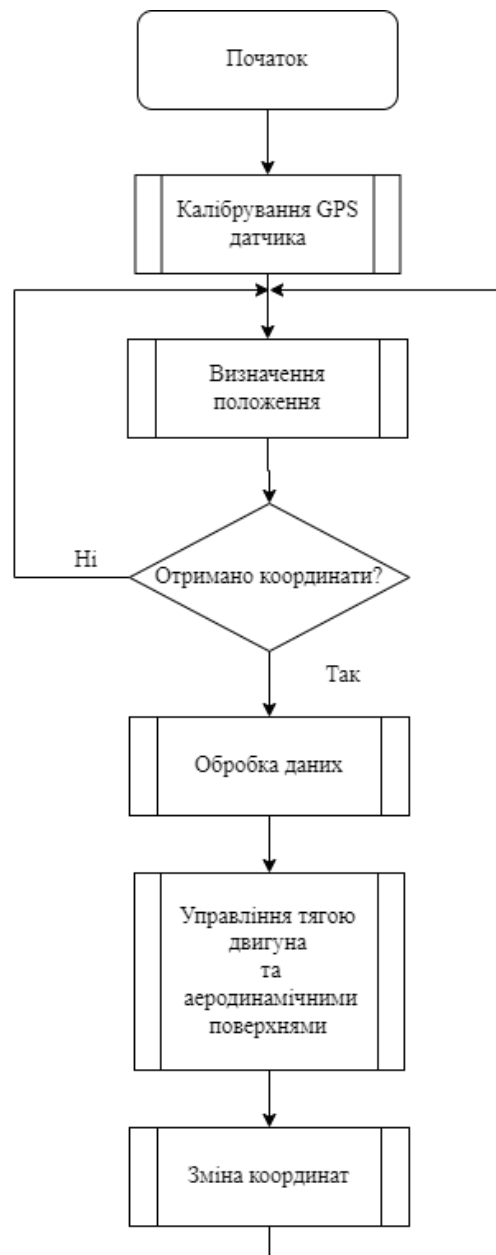 Початок
Калібрування GPS
датчика
Визначення
положення
Ні
Отримано координати?
Так
Обробка даних
Управління тягою
двигуна
та
аеродинамічними
поверхнями
Зміна координат